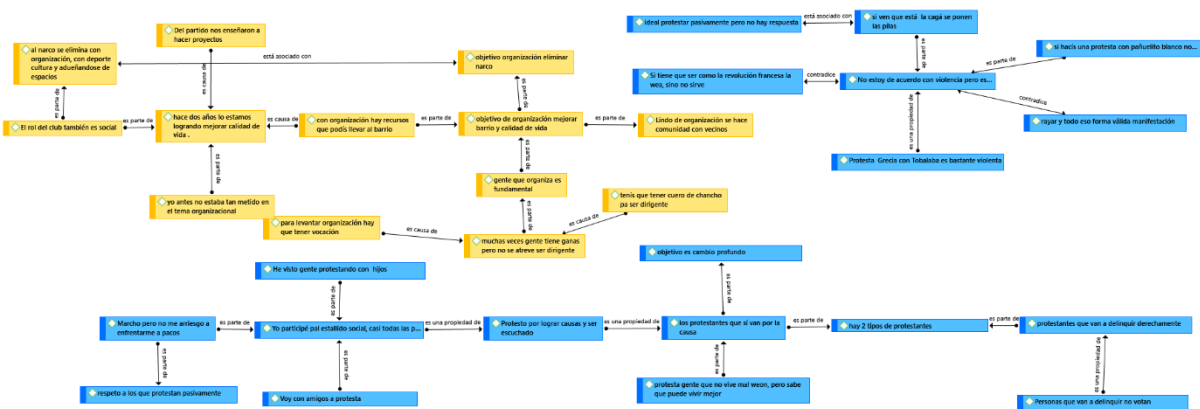 Del partido nos enseñaron a
hacer proyectos
al narco se elimina con
organización, con deporte
cultura y adueñandose de
espacios
está asociado con
objetivo organización eliminar
narco
es parte de
es causa de
es parte de
El rol del club también es social
es parte de
hace dos años lo estamos
logrando mejorar calidad de
vida .
es causa de
con organización hay recursos
que podis llevar al barrio
es parte de
objetivo de organización mejorar
barrio y calidad de vida
es parte de
Lindo de organización se hace
comunidad con vecinos
es parte de
es parte de
gente que organiza es
fundamental
yo antes no estaba tan metido en
el tema organizacional
es parte de
tenís que tener cuero de chancho
pa ser dirigente
para levantar organización hay
que tener vocación
es causa de
es causa de
muchas veces gente tiene ganas
pero no se atreve ser dirigente
ideal protestar pasivamente pero no hay respuesta
está asociado con
si ven que está la cagá se ponen
las pilas
es parte de
si hacís una protesta con pañuelito blanco no...
es parte de
Si tiene que ser como la revolución francesa la
wea, sino no sirve
contradice
No estoy de acuerdo con violencia pero es...
contradice
rayar y todo eso forma válida manifestación
es una propiedad de
Protesta Grecia con Tobalaba es bastante violenta
objetivo es cambio profundo
He visto gente protestando con hijos
es parte de
es parte de
Marcho pero no me arriesgo a
enfrentarme a pacos
es parte de
Yo participé pal estallido social, casi todas las p...
es una propiedad de
Protesto por lograr causas y ser
escuchado
es una propiedad de
los protestantes que sí van por la
causa
es parte de
hay 2 tipos de protestantes
es parte de
protestantes que van a delinquir derechamente
es parte de
es parte de
es parte de
es una propiedad de
respeto a los que protestan pasivamente
Voy con amigos a protesta
protesta gente que no vive mal weon, pero sabe
que puede vivir mejor
Personas que van a delinquir no votan